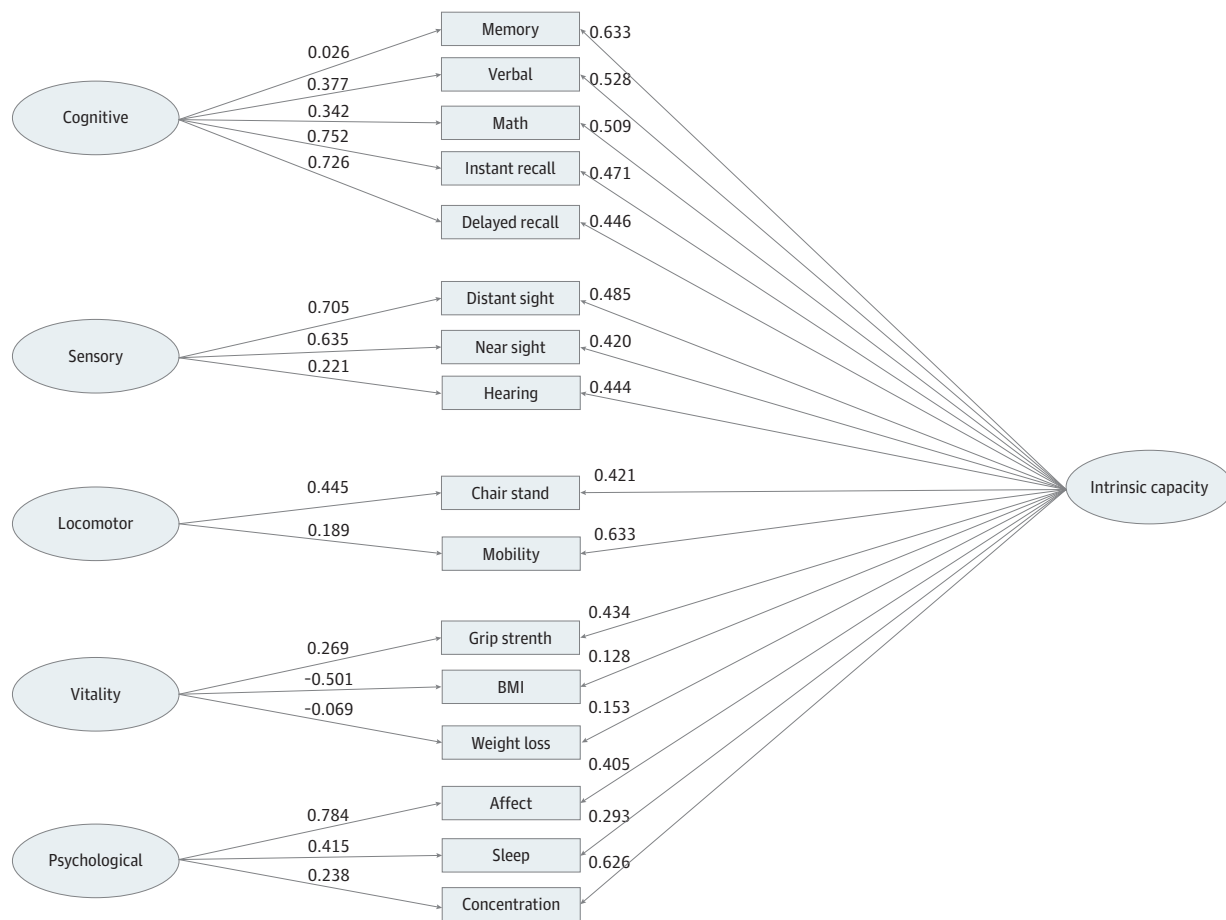 Cognitive
0.026
0.377
0.342
0.752
0.726
Memory
Verbal
Math
Instant recall
Delayed recall
0.633
0.528
0.509
0.471
0.446
Sensory
0.705
0.635
0.221
Distant sight
Near sight
Hearing
0.485
0.420
0.444
Locomotor
0.445
0.189
Chair stand
Mobility
0.421
0.633
Intrinsic capacity
Vitality
0.269
-0.501
-0.069
Grip strenth
BMI
Weight loss
0.434
0.128
0.153
Psychological
0.784
0.415
0.238
Affect
Sleep
Concentration
0.405
0.293
0.626